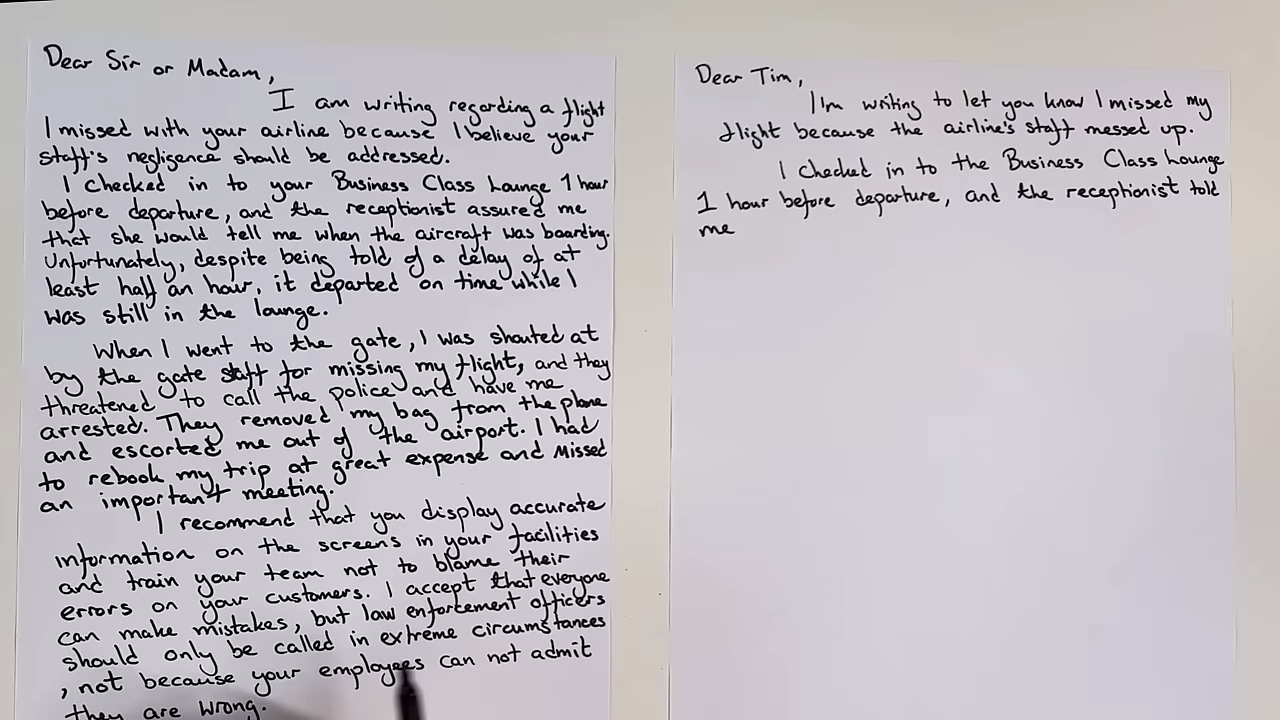 Dear Sir or Madam,
I am writing regarding a flight
I missed with your airline because I believe your
staff's negligence should be addressed.
I checked in to your Business Class Lounge 1 hour
before departure, and the receptionist assured me
that she would tell me when the aircraft was boarding.
Unfortunately, despite being told of a delay of at
least half an hour, it departed on time while I
was still in the lounge.
When I went to the gate, I was shouted at
by the gate staff for missing my flight, and they
threatened to call the police and have me
arrested. They removed my bag from the plane
and escorted me out of the airport. I had
to rebook my trip at great expense and missed
an important meeting.
I recommend that you display accurate
information on the screens in your facilities
and train your team not to blame their
errors on your customers. I accept that everyone
can make mistakes, but law enforcement officers
should only be called in extreme circumstances
, not because your employees can not admit
they are wrong.
Dear Tim,
I'm writing to let you know I missed my
flight because the airline's staff messed up.
I checked in to the Business Class Lounge
1 hour before departure, and the receptionist told
me